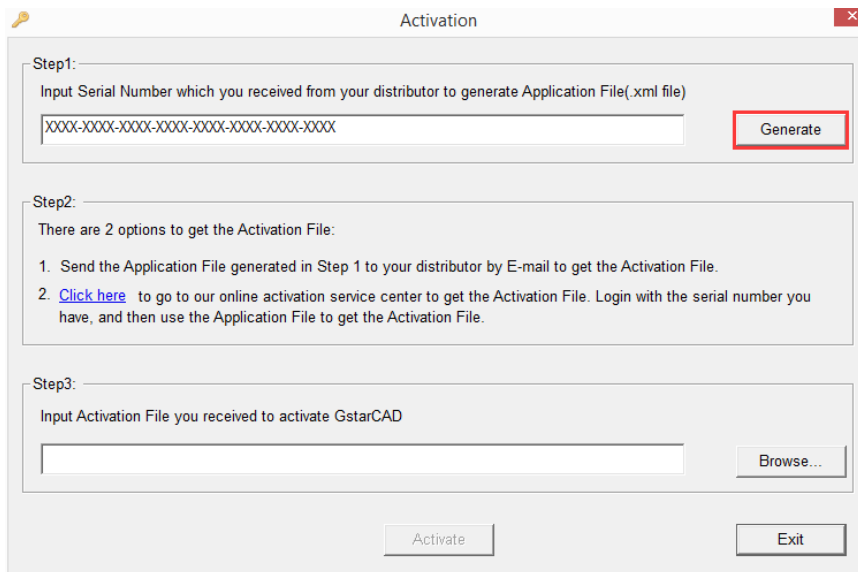 Activation
Step1:
Input Serial Number which you received from your distributor to generate Application File(.xml file)
XXXX-XXXX-XXXX-XXXX-XXXX-XXXX-XXXX-XXXX
Generate
Step2:
There are 2 options to get the Activation File:
1. Send the Application File generated in Step 1 to your distributor by E-mail to get the Activation File.
2. Click here to go to our online activation service center to get the Activation File. Login with the serial number you
have, and then use the Application File to get the Activation File.
Step3:
Input Activation File you received to activate GstarCAD
Browse...
Activate
Exit